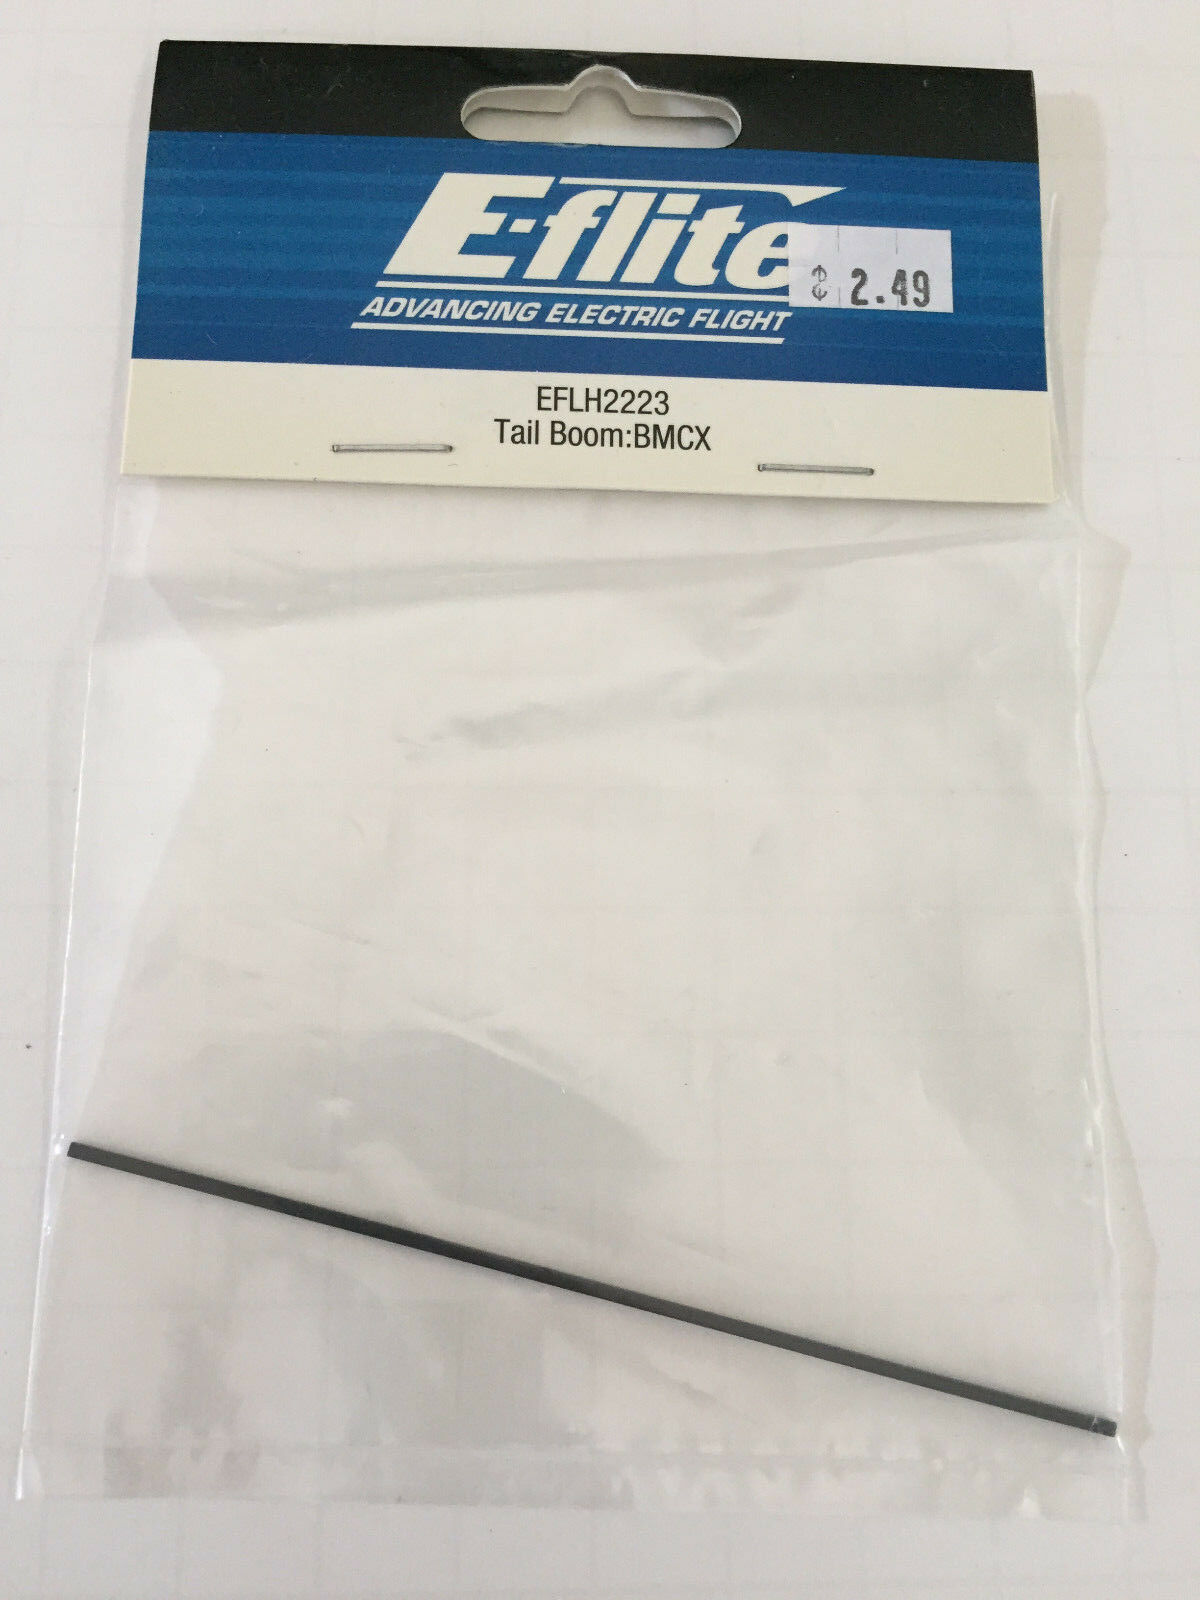 E-flite
$ 2.49
ADVANCING ELECTRIC FLIGHT
EFLH2223
Tail Boom:BMCX